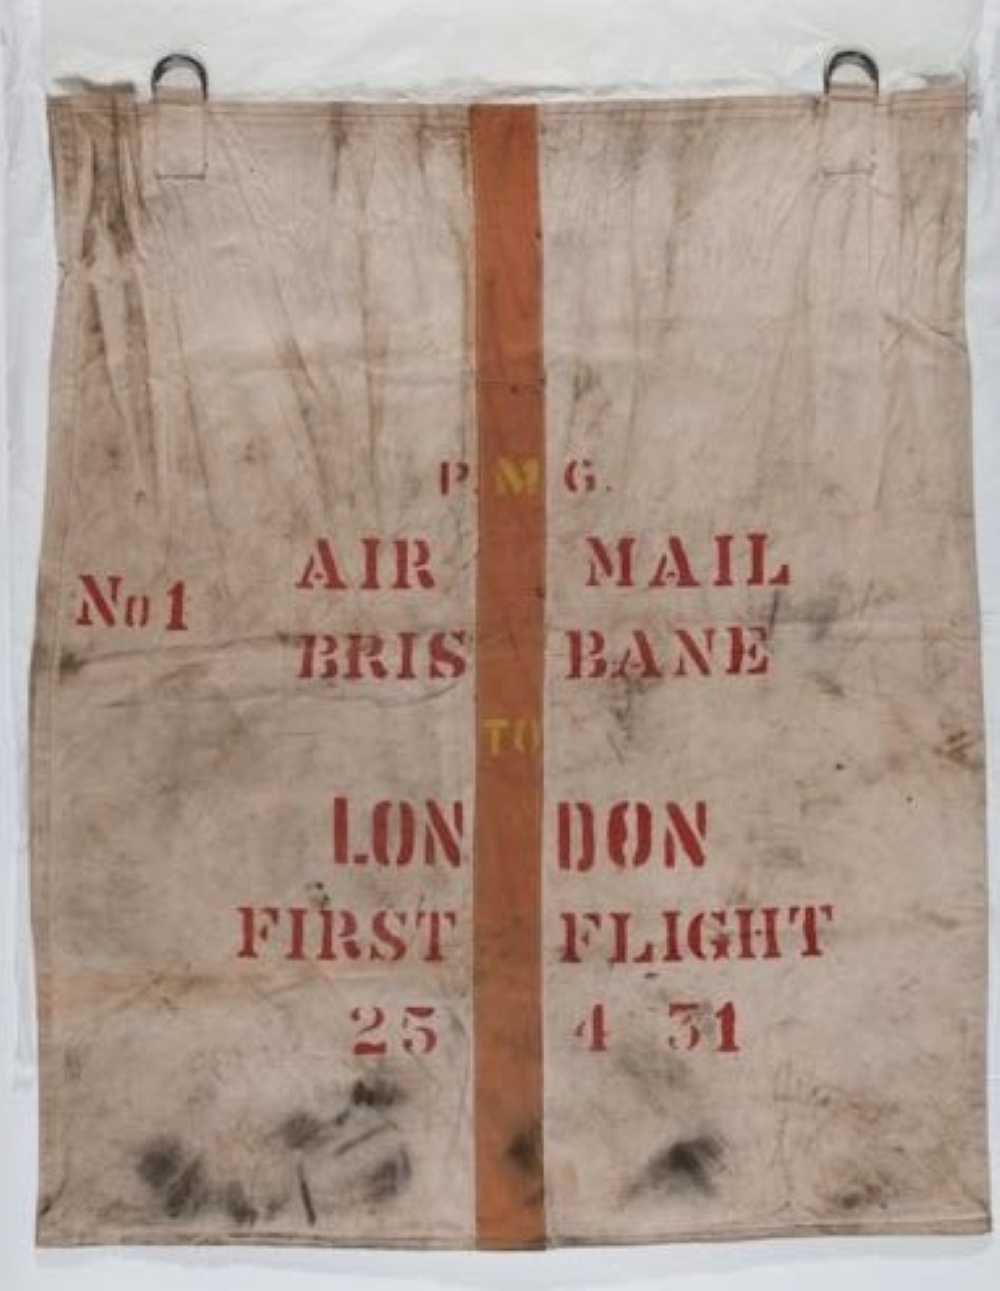 P. M G.
AIR MAIL
No 1
BRISBANE
TO
LONDON
FIRST FLIGHT
25 4 31